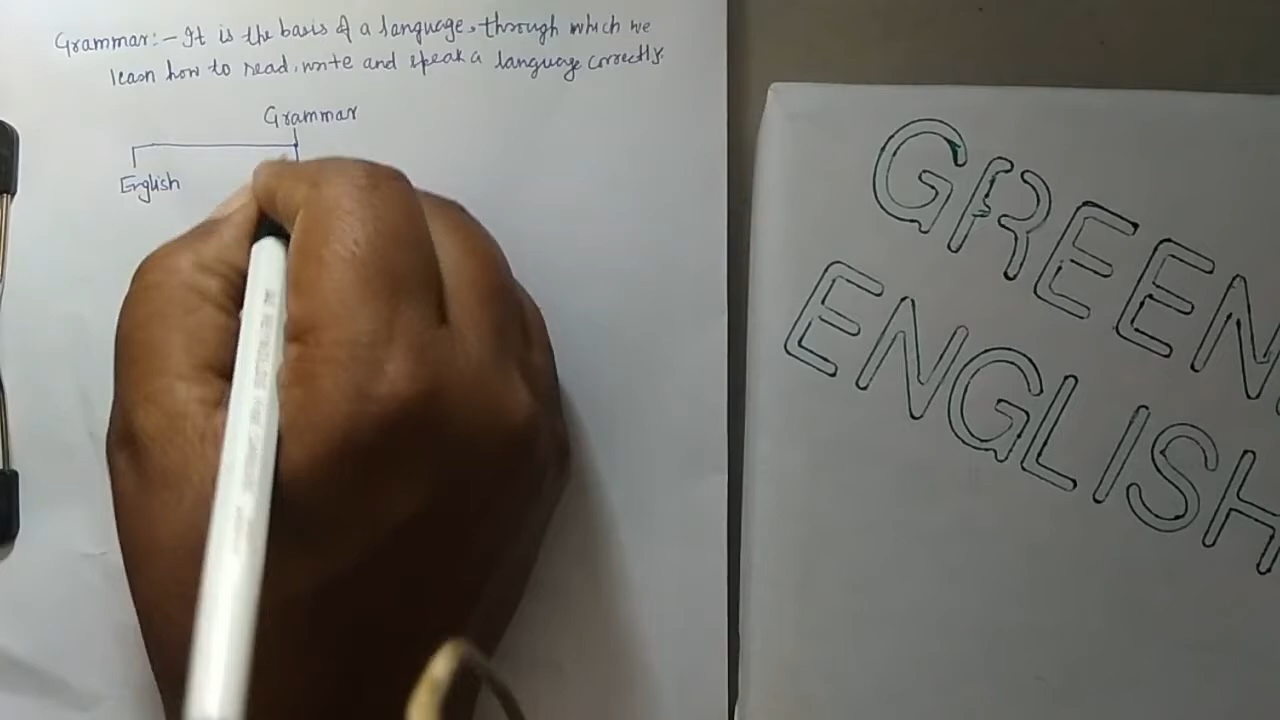 Grammar:- It is the basis of a language, through which we
learn how to read, write and speak a language correctly.
Grammar
English
GREEN
ENGLISH